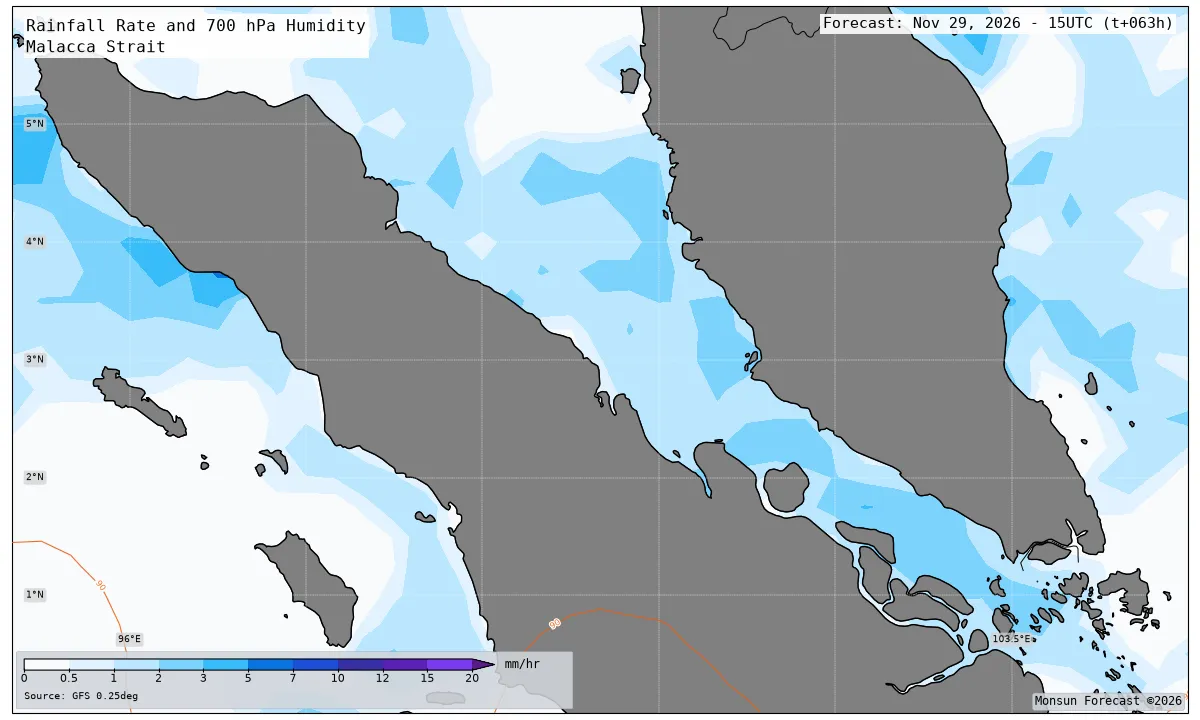 Rainfall Rate and 700 hPa Humidity
Malacca Strait
Forecast: Nov 29, 2026 - 15UTC (t+063h)
5°N
4°N
3°N
2°N
1°N
90
90
96°E
103.5°E
0 0.5 1 2 3 5 7 10 12 15 20
mm/hr
Source: GFS 0.25deg
Monsun Forecast ©2026